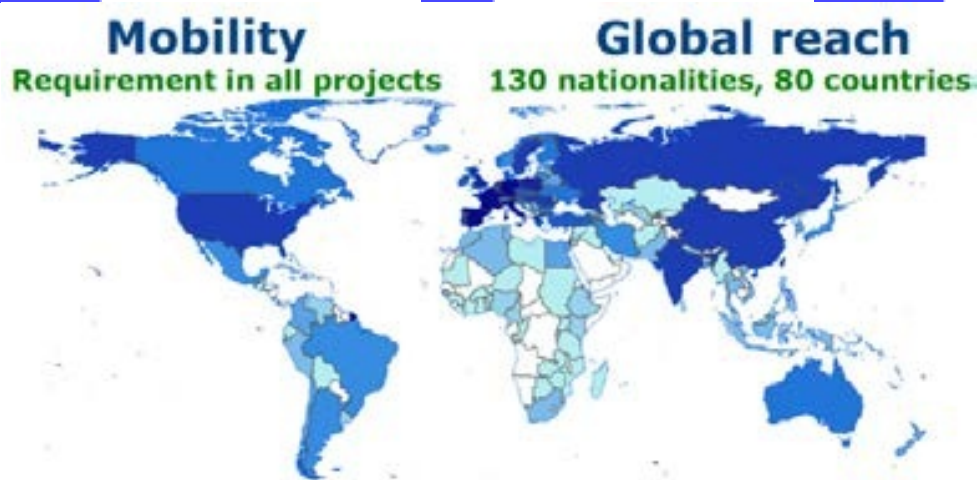 Mobility
Requirement in all projects
Global reach
130 nationalities, 80 countries